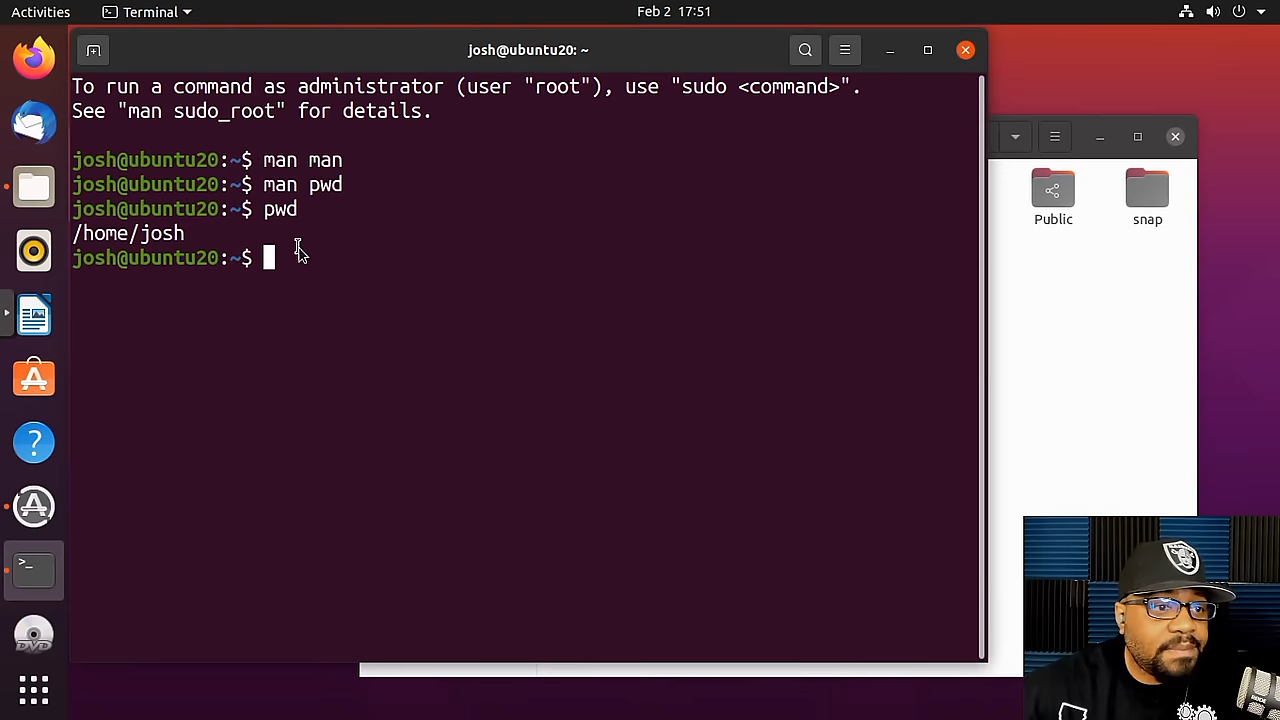 Activities
Terminal
Feb 2 17:51
josh@ubuntu20: ~
To run a command as administrator (user "root"), use "sudo <command>".
See "man sudo_root" for details.
josh@ubuntu20:~$ man man
josh@ubuntu20:~$ man pwd
josh@ubuntu20:~$ pwd
/home/josh
josh@ubuntu20:~$
Public
snap